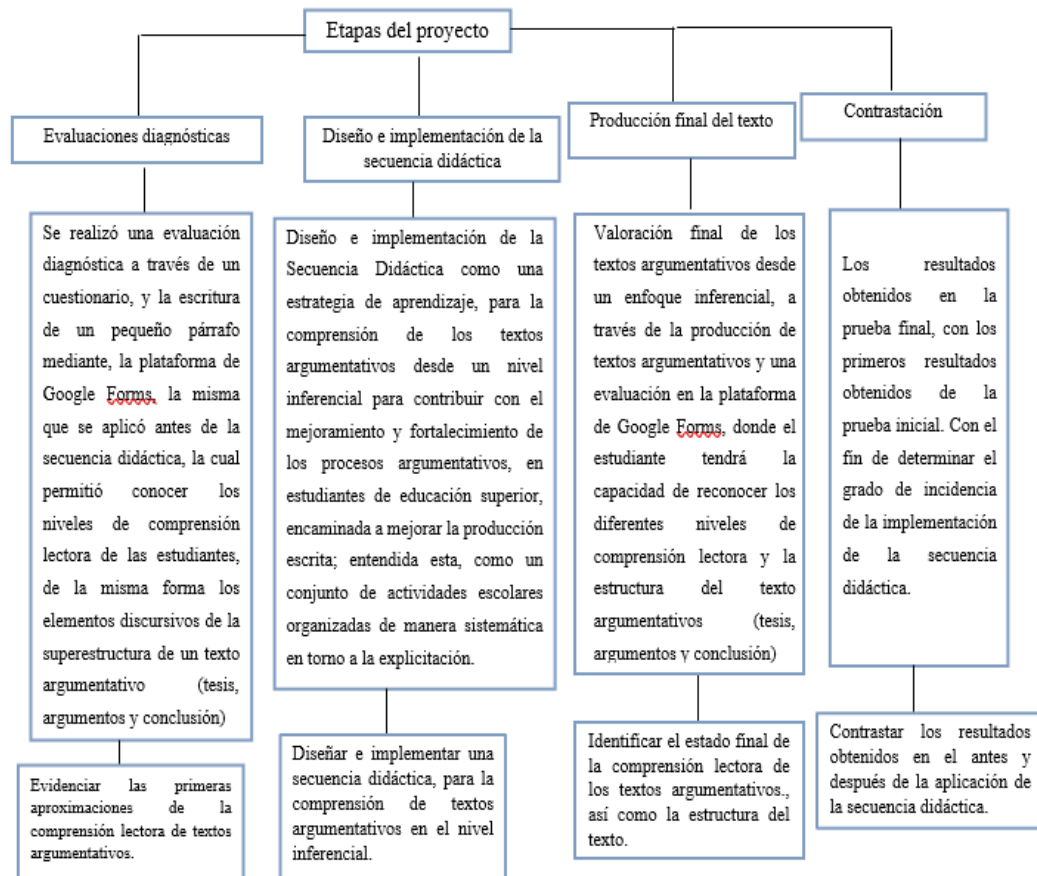 Etapas del proyecto
Evaluaciones diagnósticas
Se realizó una evaluación
diagnóstica a través de un
cuestionario, y la escritura
de un pequeño párrafo
mediante, la plataforma de
Google Forms, la misma
que se aplicó antes de la
secuencia didáctica, la cual
permitió conocer los
niveles de comprensión
lectora de las estudiantes,
de la misma forma los
elementos discursivos de la
superestructura de un texto
argumentativo (tesis,
argumentos y conclusión)
Evidenciar las primeras
aproximaciones de la
comprensión lectora de textos
argumentativos.
Diseño e implementación de la
secuencia didáctica
Diseño e implementación de la
Secuencia Didáctica como una
estrategia de aprendizaje, para la
comprensión de los textos
argumentativos desde un nivel
inferencial para contribuir con el
mejoramiento y fortalecimiento de
los procesos argumentativos, en
estudiantes de educación superior,
encaminada a mejorar la producción
escrita; entendida esta, como un
conjunto de actividades escolares
organizadas de manera sistemática
en torno a la explicitación.
Diseñar e implementar una
secuencia didáctica, para la
comprensión de textos
argumentativos en el nivel
inferencial.
Producción final del texto
Valoración final de los
textos argumentativos desde
un enfoque inferencial, a
través de la producción de
textos argumentativos y una
evaluación en la plataforma
de Google Forms, donde el
estudiante tendrá la
capacidad de reconocer los
diferentes niveles de
comprensión lectora y la
estructura del texto
argumentativos (tesis,
argumentos y conclusión)
Identificar el estado final de
la comprensión lectora de
los textos argumentativos.,
así como la estructura del
texto.
Contrastación
Los resultados
obtenidos en la
prueba final, con los
primeros resultados
obtenidos de la
prueba inicial. Con el
fin de determinar el
grado de incidencia
de la implementación
de la secuencia
didáctica.
Contrastar los resultados
obtenidos en el antes y
después de la aplicación de
la secuencia didáctica.